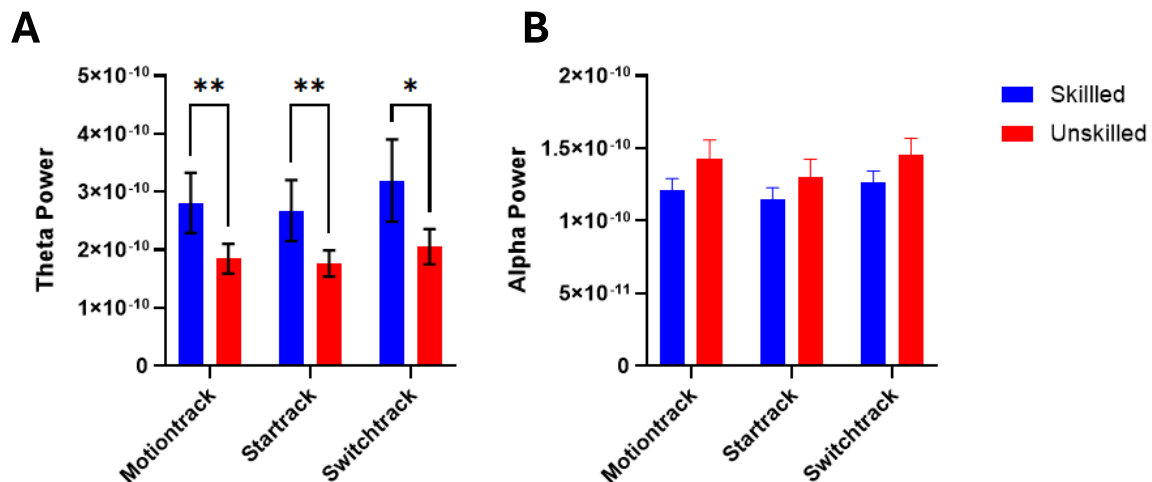 A
B
Theta Power
5×10⁻¹⁰
4×10⁻¹⁰
3×10⁻¹⁰
2×10⁻¹⁰
1×10⁻¹⁰
0
**
**
*
Motiontrack
Startrack
Switchtrack
Alpha Power
2×10⁻¹⁰
1.5×10⁻¹⁰
1×10⁻¹⁰
5×10⁻¹¹
0
Motiontrack
Startrack
Switchtrack
Skillled
Unskilled